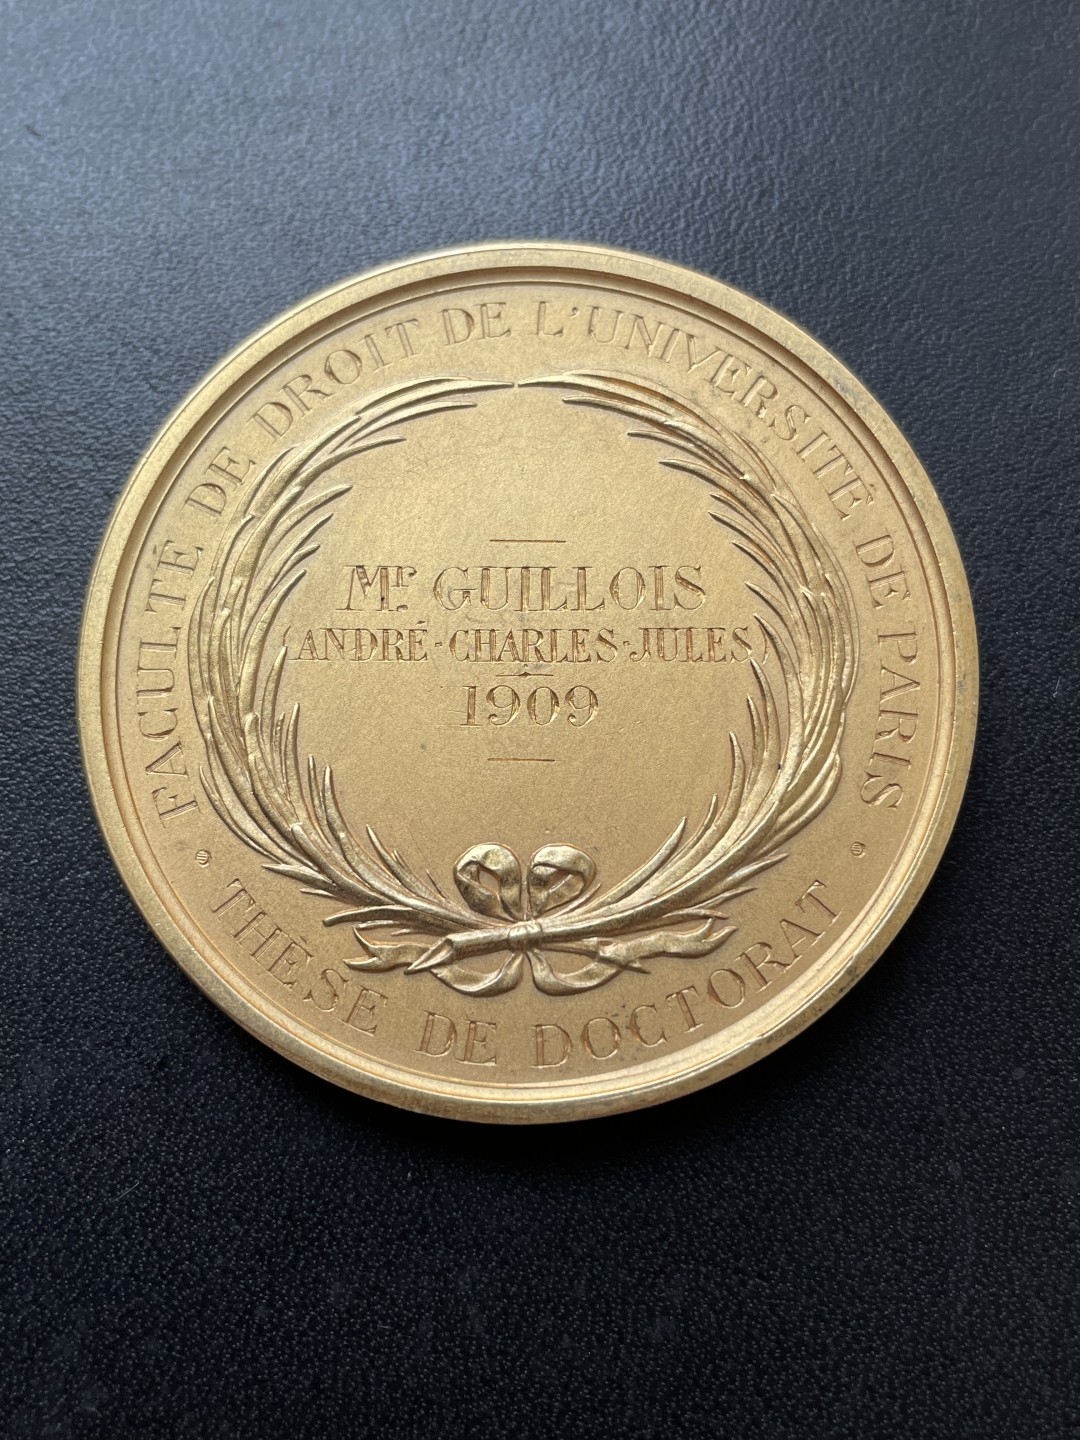 FACULTÉ DE DROIT DE L'UNIVERSITÉ DE PARIS
Mr. GUILLOIS
(ANDRÉ-CHARLES-JULES)
1909
THÈSE DE DOCTORAT